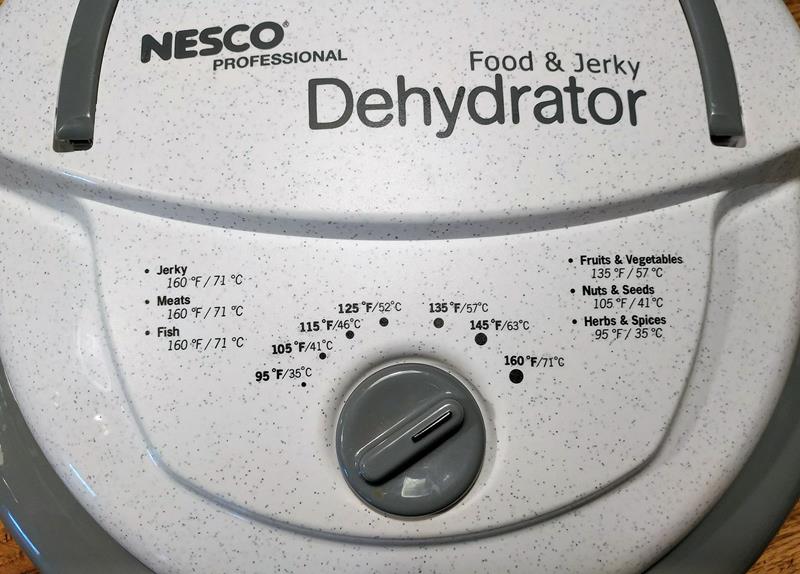 NESCO®
PROFESSIONAL
Food & Jerky
Dehydrator
• Jerky
160 °F / 71 °C
• Meats
160 °F / 71 °C
• Fish
160 °F / 71 °C
95 °F/35°C
105 °F/41°C
115 °F/46°C
125 °F/52°C
135 °F/57°C
145 °F/63°C
160 °F/71°C
• Fruits & Vegetables
135 °F / 57 °C
• Nuts & Seeds
105 °F / 41 °C
• Herbs & Spices
95 °F / 35 °C